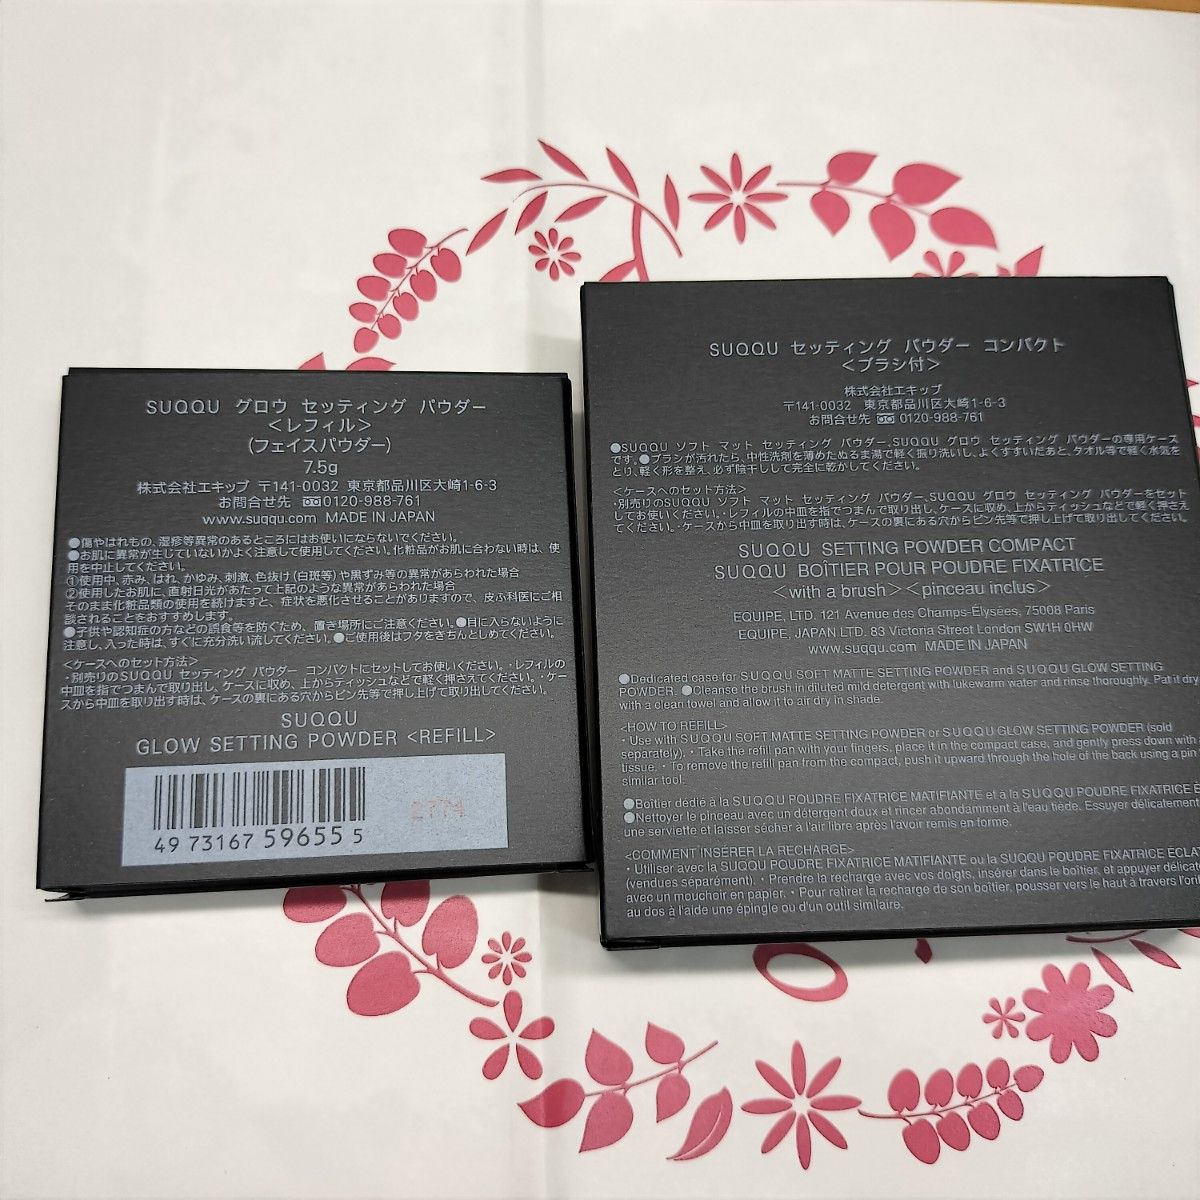 SUQQU グロウ セッティング パウダー
＜レフィル＞
(フェイスパウダー)
7.5g
株式会社エキップ 〒141-0032 東京都品川区大崎1-6-3
お問合せ先 0120-988-761
www.suqqu.com MADE IN JAPAN
●傷やはれもの、湿疹等異常のあるところにはお使いにならないでください。
●お肌に異常が生じていないかよく注意して使用してください。化粧品がお肌に合わない時は、使
用を中止してください。
①使用中、赤み、はれ、かゆみ、刺激、色抜け(白斑等)や黒ずみ等の異常があらわれた場合
②使用したお肌に、直射日光があたって上記のような異常があらわれた場合
そのまま化粧品類の使用を続けますと、症状を悪化させることがありますので、皮ふ科医にご相
談されることをおすすめします。
●子供や認知症の方などの誤食等を防ぐため、置き場所にご注意ください。●目に入らないように
注意し、入った時は、すぐに充分洗い流してください。●ご使用後はフタをきちんとしめてください。
＜ケースへのセット方法＞
・別売りのSUQQU セッティング パウダー コンパクトにセットしてお使いください。・レフィルの
中皿を指でつまんで取り出し、ケースに収め、上からティッシュなどで軽く押さえてください。・ケー
スから中皿を取り出す時は、ケースの裏にある穴からピン先等で押し上げて取り出してください。
SUQQU
GLOW SETTING POWDER <REFILL>
49 73167 59655 5
2774
SUQQU セッティング パウダー コンパクト
＜ブラシ付＞
株式会社エキップ
〒141-0032 東京都品川区大崎1-6-3
お問合せ先 0120-988-761
●SUQQU ソフト マット セッティング パウダー、SUQQU グロウ セッティング パウダーの専用ケース
です。●ブラシが汚れたら、中性洗剤を薄めたぬるま湯で軽く振り洗いし、よくすすいだあと、タオル等で軽く水気を
とり、軽く形を整え、必ず陰干しして完全に乾かしてください。
＜ケースへのセット方法＞
・別売りのSUQQU ソフト マット セッティング パウダー、SUQQU グロウ セッティング パウダーをセット
してお使いください。・レフィルの中皿を指でつまんで取り出し、ケースに収め、上からティッシュなどで軽く押さえ
てください。・ケースから中皿を取り出す時は、ケースの裏にある穴からピン先等で押し上げて取り出してください。
SUQQU SETTING POWDER COMPACT
SUQQU BOÎTIER POUR POUDRE FIXATRICE
<with a brush> <pinceau inclus>
EQUIPE, LTD. 121 Avenue des Champs-Élysées, 75008 Paris
EQUIPE, JAPAN LTD. 83 Victoria Street London SW1H 0HW
www.suqqu.com MADE IN JAPAN
●Dedicated case for SUQQU SOFT MATTE SETTING POWDER and SUQQU GLOW SETTING
POWDER. ●Cleanse the brush in diluted mild detergent with lukewarm water and rinse thoroughly. Pat it dry
with a clean towel and allow it to air dry in shade.
<HOW TO REFILL>
・Use with SUQQU SOFT MATTE SETTING POWDER or SUQQU GLOW SETTING POWDER (sold
separately).・Take the refill pan with your fingers, place it in the compact case, and gently press down with a
tissue.・To remove the refill pan from the compact, push it upward through the hole of the back using a pin
similar tool.
●Boîtier dédié à la SUQQU POUDRE FIXATRICE MATIFIANTE et à la SUQQU POUDRE FIXATRICE E
●Nettoyer le pinceau avec un détergent doux et rincer abondamment à l'eau tiède. Essuyer délicatement
une serviette et laisser sécher à l'air libre après l'avoir remis en forme.
<COMMENT INSÉRER LA RECHARGE>
・Utiliser avec la SUQQU POUDRE FIXATRICE MATIFIANTE ou la SUQQU POUDRE FIXATRICE ECLAT
(vendues séparément).・Prendre la recharge avec vos doigts, insérer dans le boîtier, et appuyer délicat
avec un mouchoir en papier.・Pour retirer la recharge de son boîtier, pousser vers le haut à travers l'ori
au dos à l'aide une épingle ou d'un outil similaire.